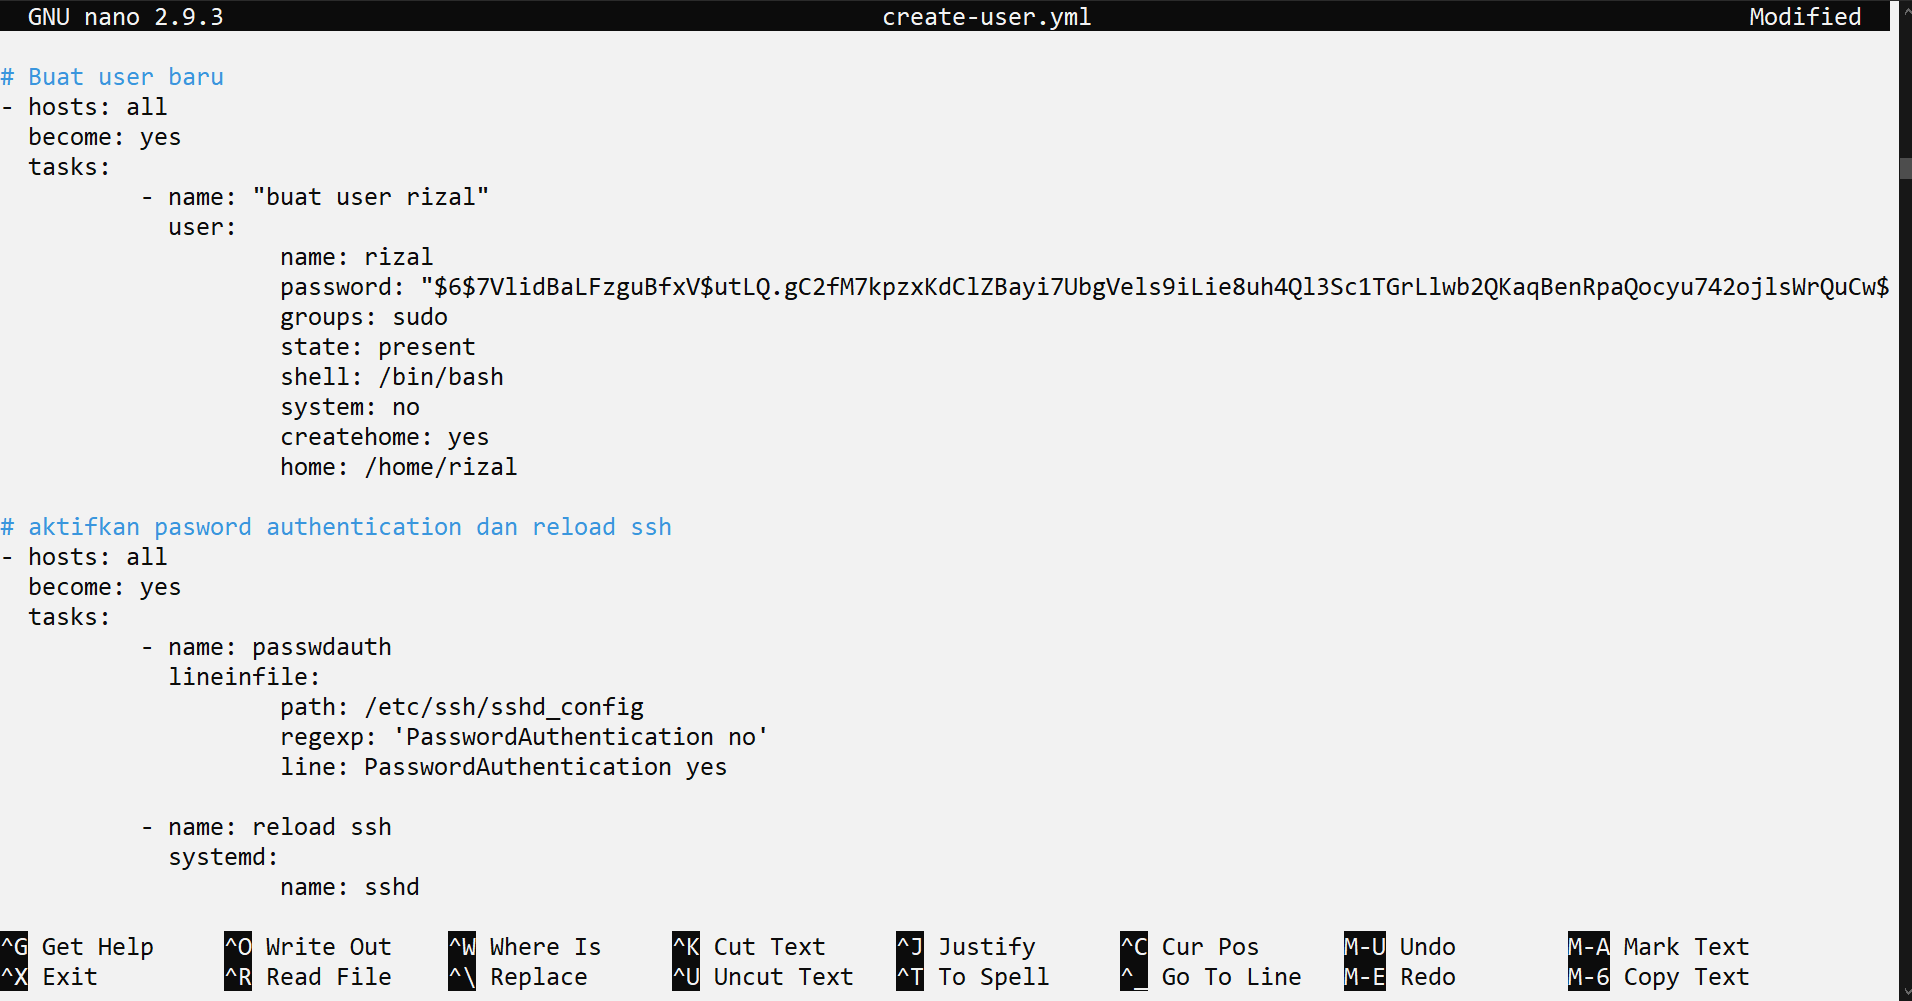 GNU nano 2.9.3 create-user.yml Modified
# Buat user baru
- hosts: all
  become: yes
  tasks:
          - name: "buat user rizal"
            user:
                    name: rizal
                    password: "$6$7VlidBaLFzguBfxV$utLQ.gC2fM7kpzxKdClZBayi7UbgVels9iLie8uh4Ql3Sc1TGrLlwb2QKaqBenRpaQocyu742ojlsWrQuCw$
                    groups: sudo
                    state: present
                    shell: /bin/bash
                    system: no
                    createhome: yes
                    home: /home/rizal
# aktifkan pasword authentication dan reload ssh
- hosts: all
  become: yes
  tasks:
          - name: passwdauth
            lineinfile:
                    path: /etc/ssh/sshd_config
                    regexp: 'PasswordAuthentication no'
                    line: PasswordAuthentication yes
          - name: reload ssh
            systemd:
                    name: sshd
^G Get Help ^O Write Out ^W Where Is ^K Cut Text ^J Justify ^C Cur Pos M-U Undo M-A Mark Text
^X Exit ^R Read File ^\ Replace ^U Uncut Text ^T To Spell ^_ Go To Line M-E Redo M-6 Copy Text